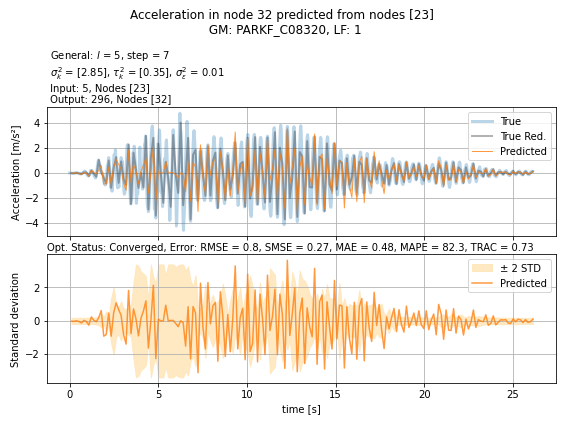 Acceleration in node 32 predicted from nodes [23]
GM: PARKF_C08320, LF: 1
General: l = 5, step = 7
σ²ₖ = [2.85], τ²ₖ = [0.35], σ²ε = 0.01
Input: 5, Nodes [23]
Output: 296, Nodes [32]
Acceleration [m/s²]
4
2
0
−2
−4
True
True Red.
Predicted
Opt. Status: Converged, Error: RMSE = 0.8, SMSE = 0.27, MAE = 0.48, MAPE = 82.3, TRAC = 0.73
Standard deviation
2
0
−2
± 2 STD
Predicted
0 5 10 15 20 25
time [s]